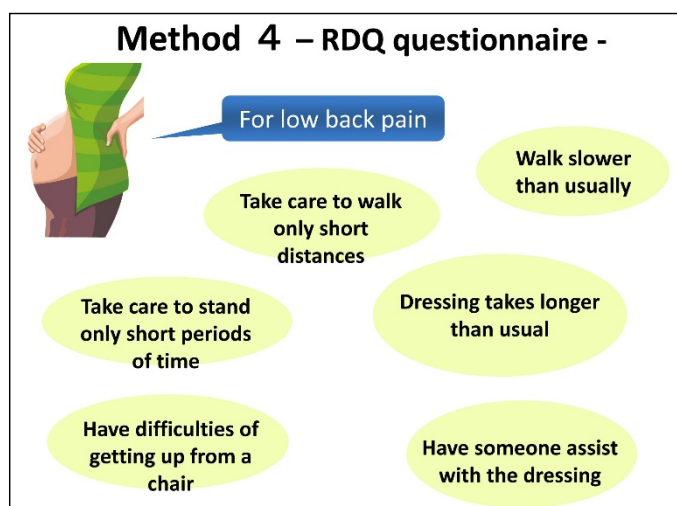 Method ４ – RDQ questionnaire -
For low back pain
Walk slower
than usually
Take care to walk
only short
distances
Take care to stand
only short periods
of time
Dressing takes longer
than usual
Have difficulties of
getting up from a
chair
Have someone assist
with the dressing